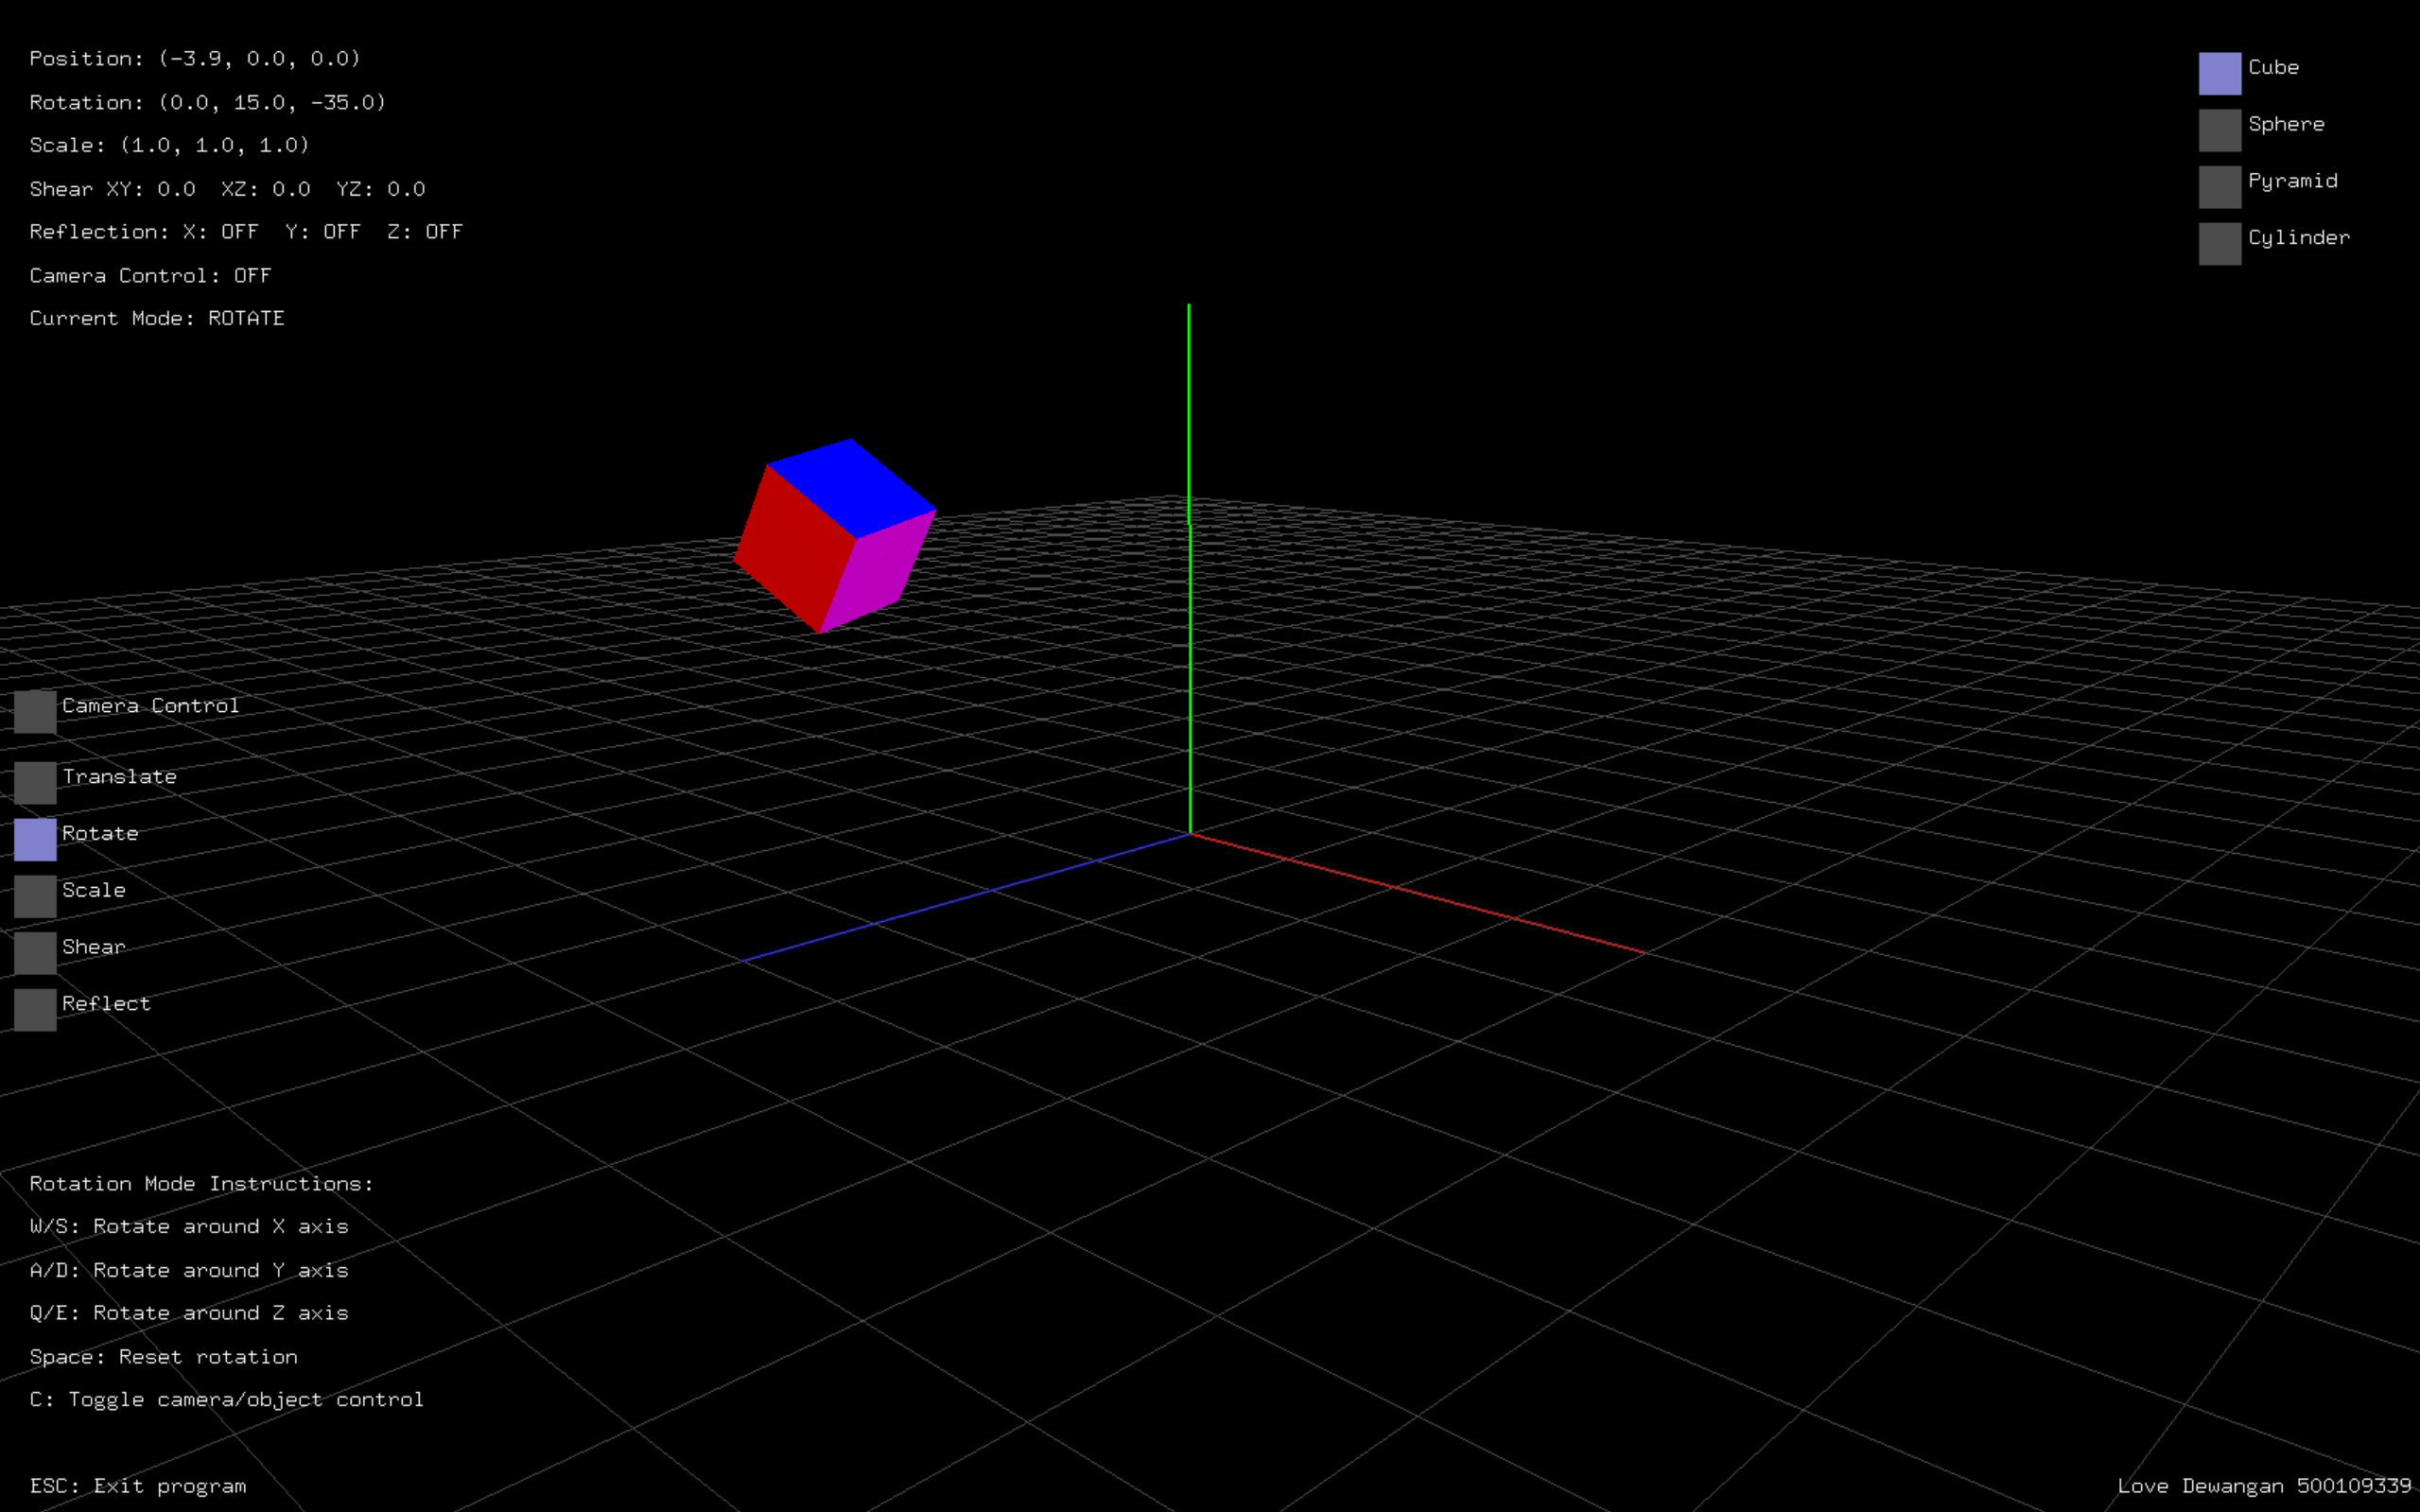 Position: (-3.9, 0.0, 0.0)
Rotation: (0.0, 15.0, -35.0)
Scale: (1.0, 1.0, 1.0)
Shear XY: 0.0  XZ: 0.0  YZ: 0.0
Reflection: X: OFF  Y: OFF  Z: OFF
Camera Control: OFF
Current Mode: ROTATE
Cube
Sphere
Pyramid
Cylinder
Camera Control
Translate
Rotate
Scale
Shear
Reflect
Rotation Mode Instructions:
W/S: Rotate around X axis
A/D: Rotate around Y axis
Q/E: Rotate around Z axis
Space: Reset rotation
C: Toggle camera/object control
ESC: Exit program
Love Dewangan 500109339